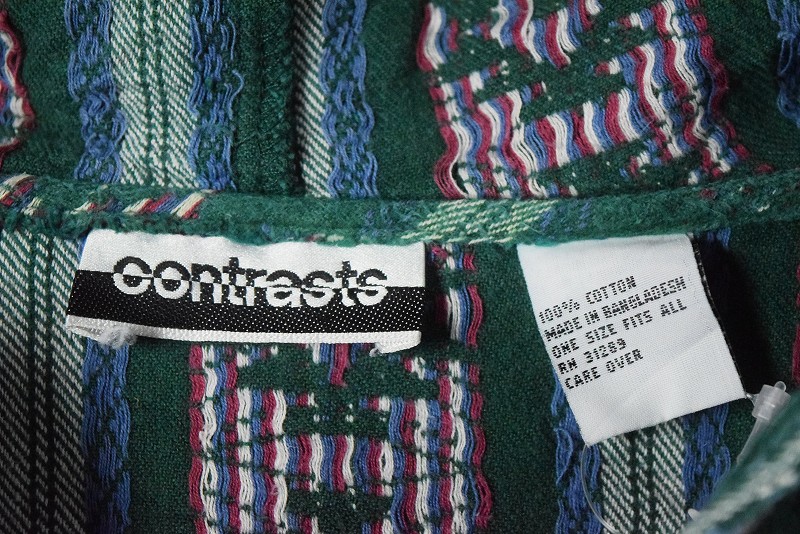 contrasts
100% COTTON
MADE IN BANGLADESH
ONE SIZE FITS ALL
RN 31289
CARE OVER